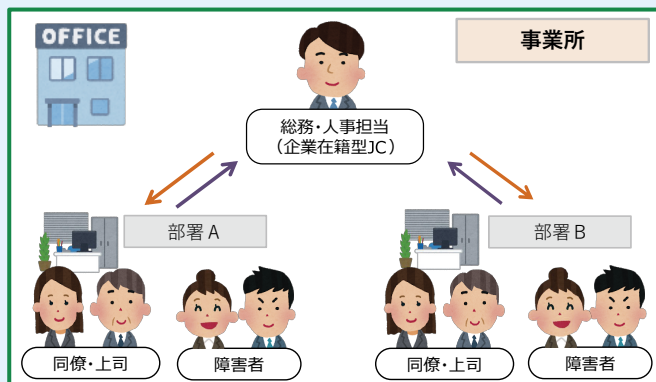 OFFICE
事業所
総務・人事担当
（企業在籍型JC）
部署 A
部署 B
同僚・上司
障害者
同僚・上司
障害者